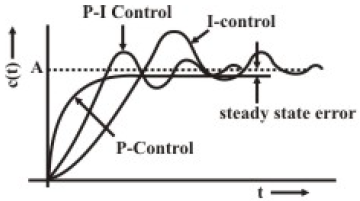 P-I Control
I-control
c(t)
A
steady state error
P-Control
t